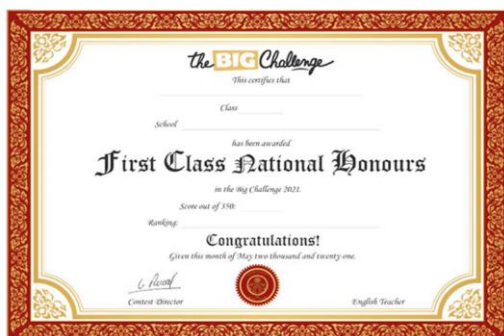 the BIG Challenge
This certifies that
Class
School
has been awarded
First Class National Honours
in the Big Challenge 2021.
Score out of 350:
Ranking:
Congratulations!
Given this month of May two thousand and twenty-one.
Contest Director English Teacher